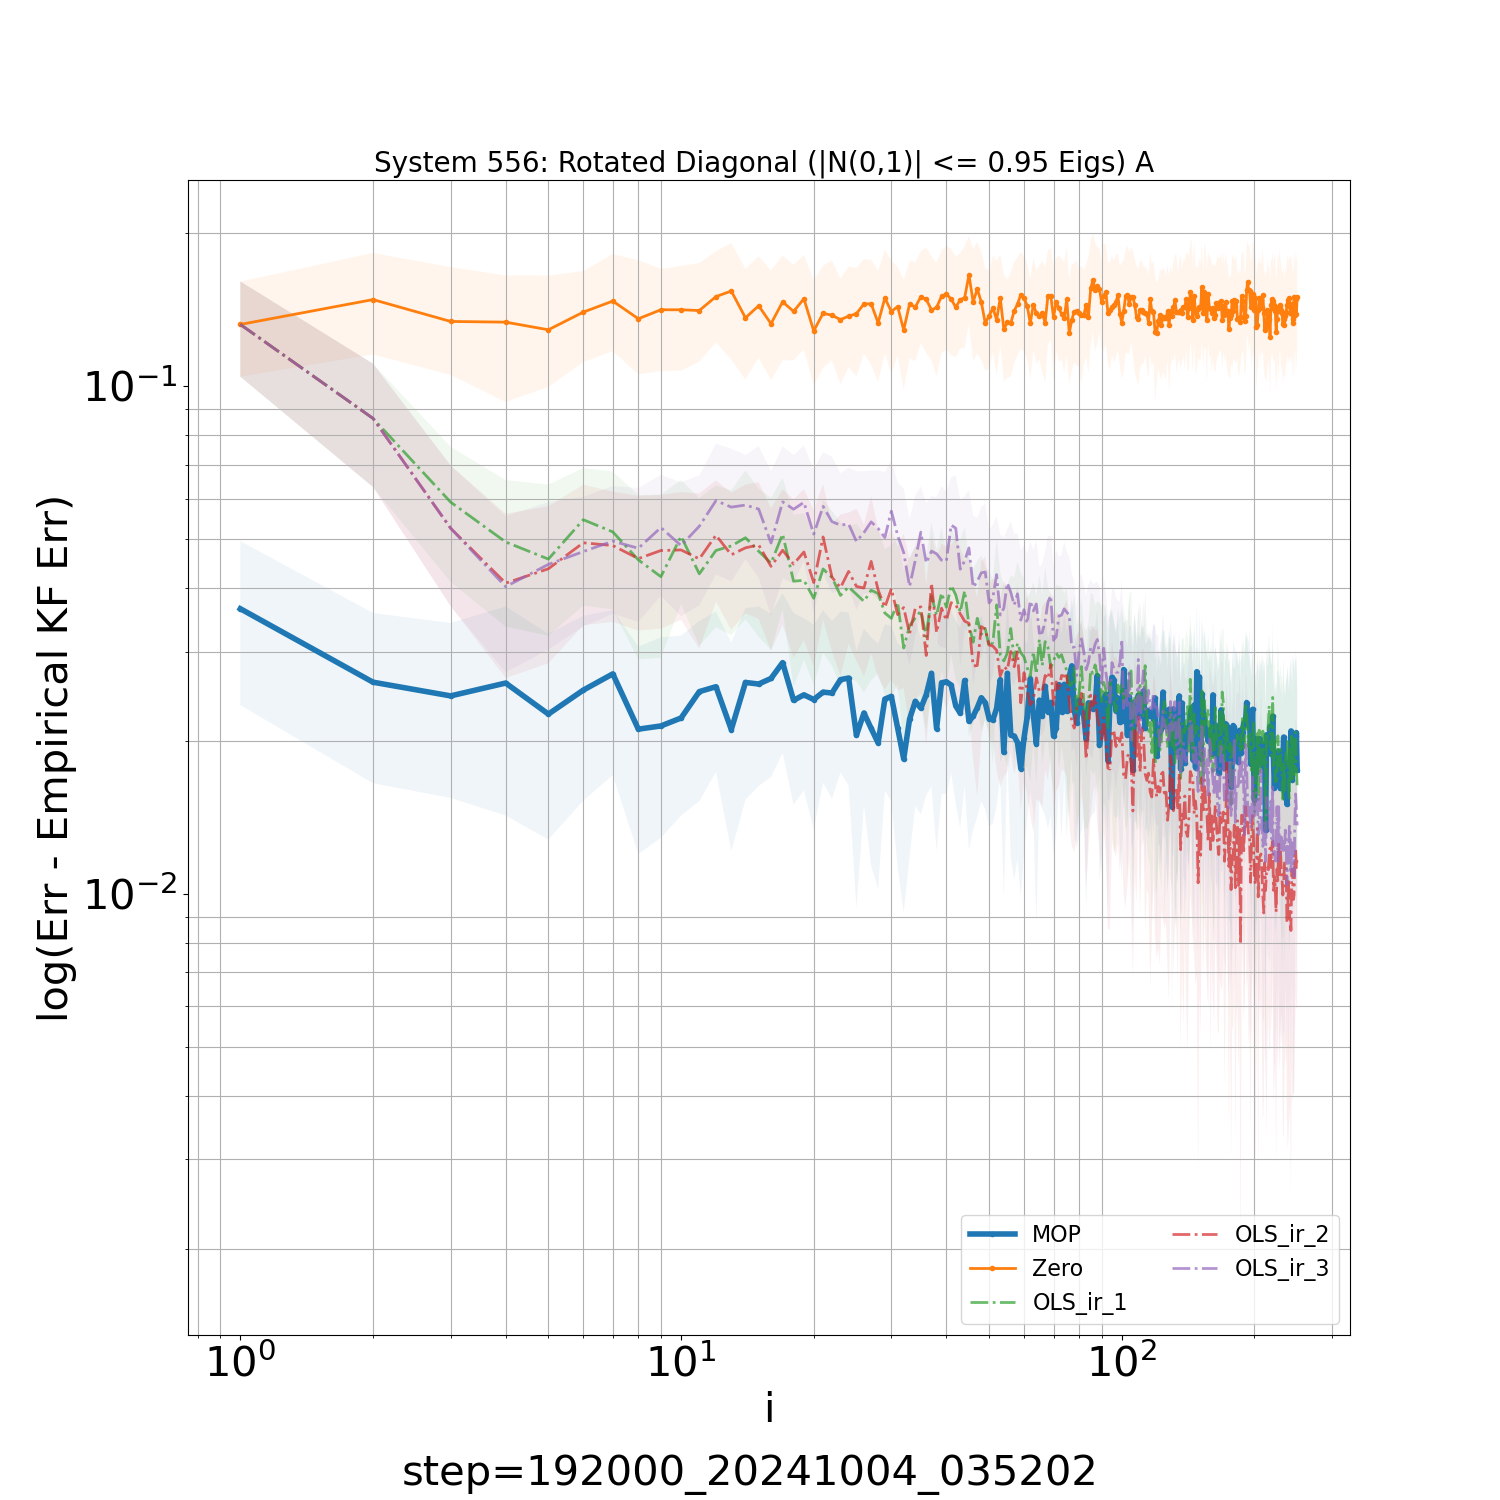 System 556: Rotated Diagonal (|N(0,1)| <= 0.95 Eigs) A
log(Err - Empirical KF Err)
10⁻¹
10⁻²
10⁰ 10¹ 10²
i
step=192000_20241004_035202
MOP
Zero
OLS_ir_1
OLS_ir_2
OLS_ir_3